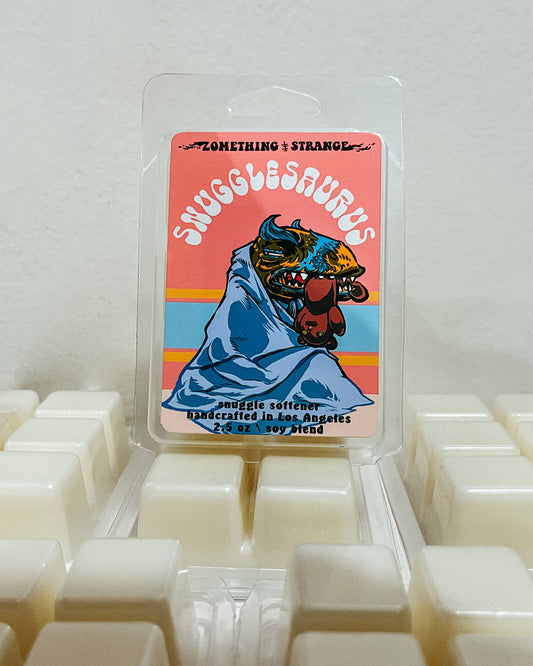 ZOMETHING STRANGE
SNUGGLESAURUS
snuggle softener
handcrafted in Los Angeles
2.5 oz \ soy blend